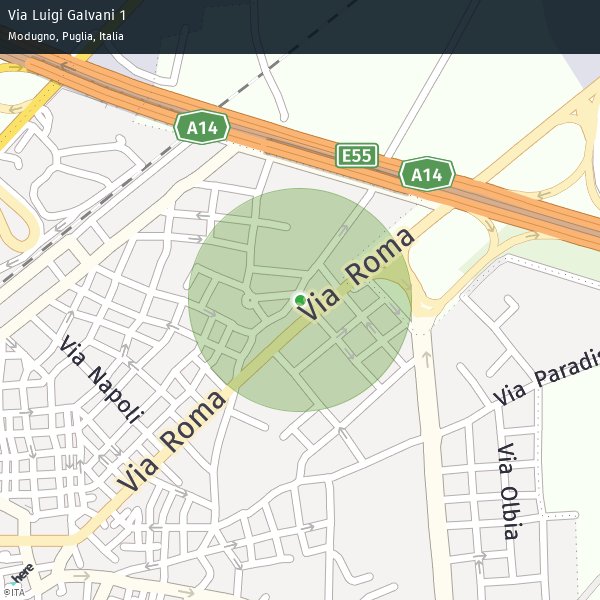 Via Luigi Galvani 1
Modugno, Puglia, Italia
A14
E55
A14
Via Roma
Via Napoli
Via Paradis
Via Roma
Via Olbia
here
©ITA